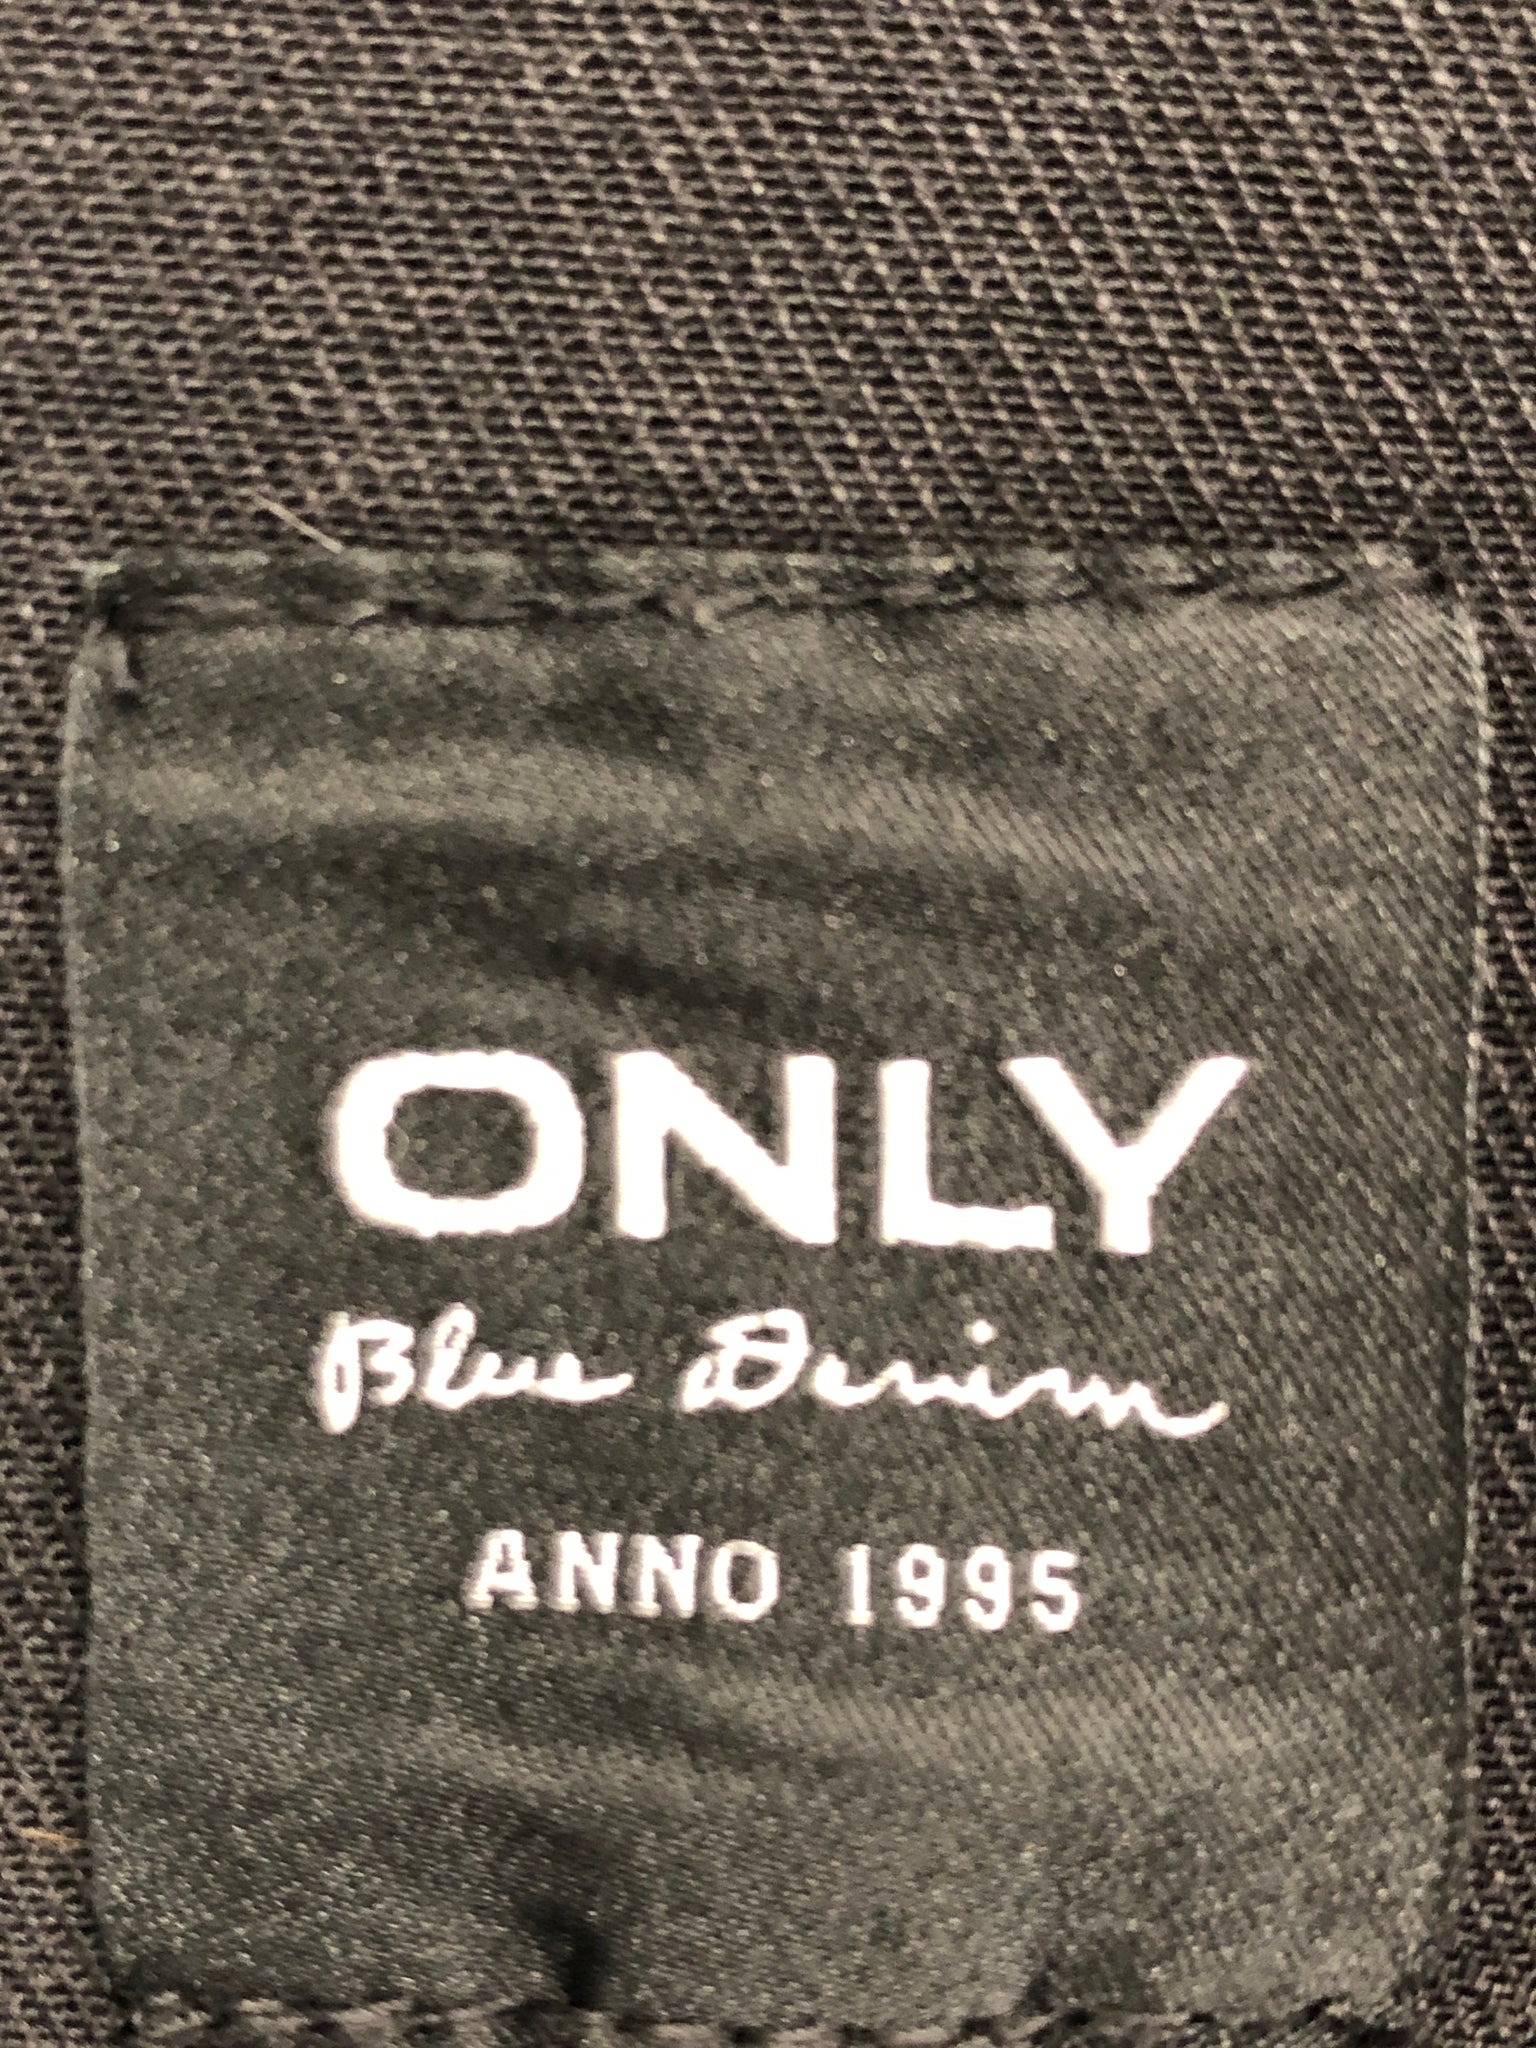 ONLY
Blue Denim
ANNO 1995